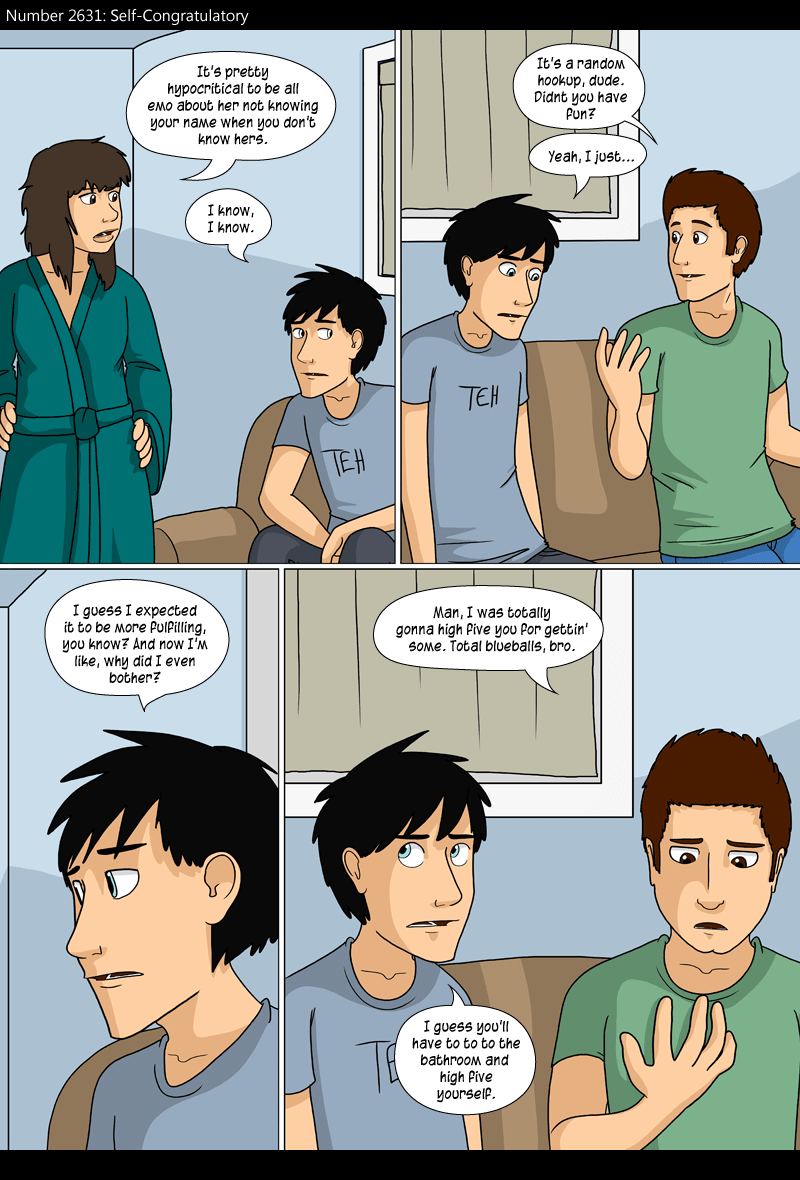 Number 2631: Self-Congratulatory
It's pretty
hypocritical to be all
emo about her not knowing
your name when you don't
know hers.
I know,
I know.
TEH
It's a random
hookup, dude.
Didnt you have
fun?
Yeah, I just...
TEH
I guess I expected
it to be more fulfilling,
you know? And now I'm
like, why did I even
bother?
Man, I was totally
gonna high five you for gettin'
some. Total blueballs, bro.
I guess you'll
have to to to the
bathroom and
high five
yourself.
TE